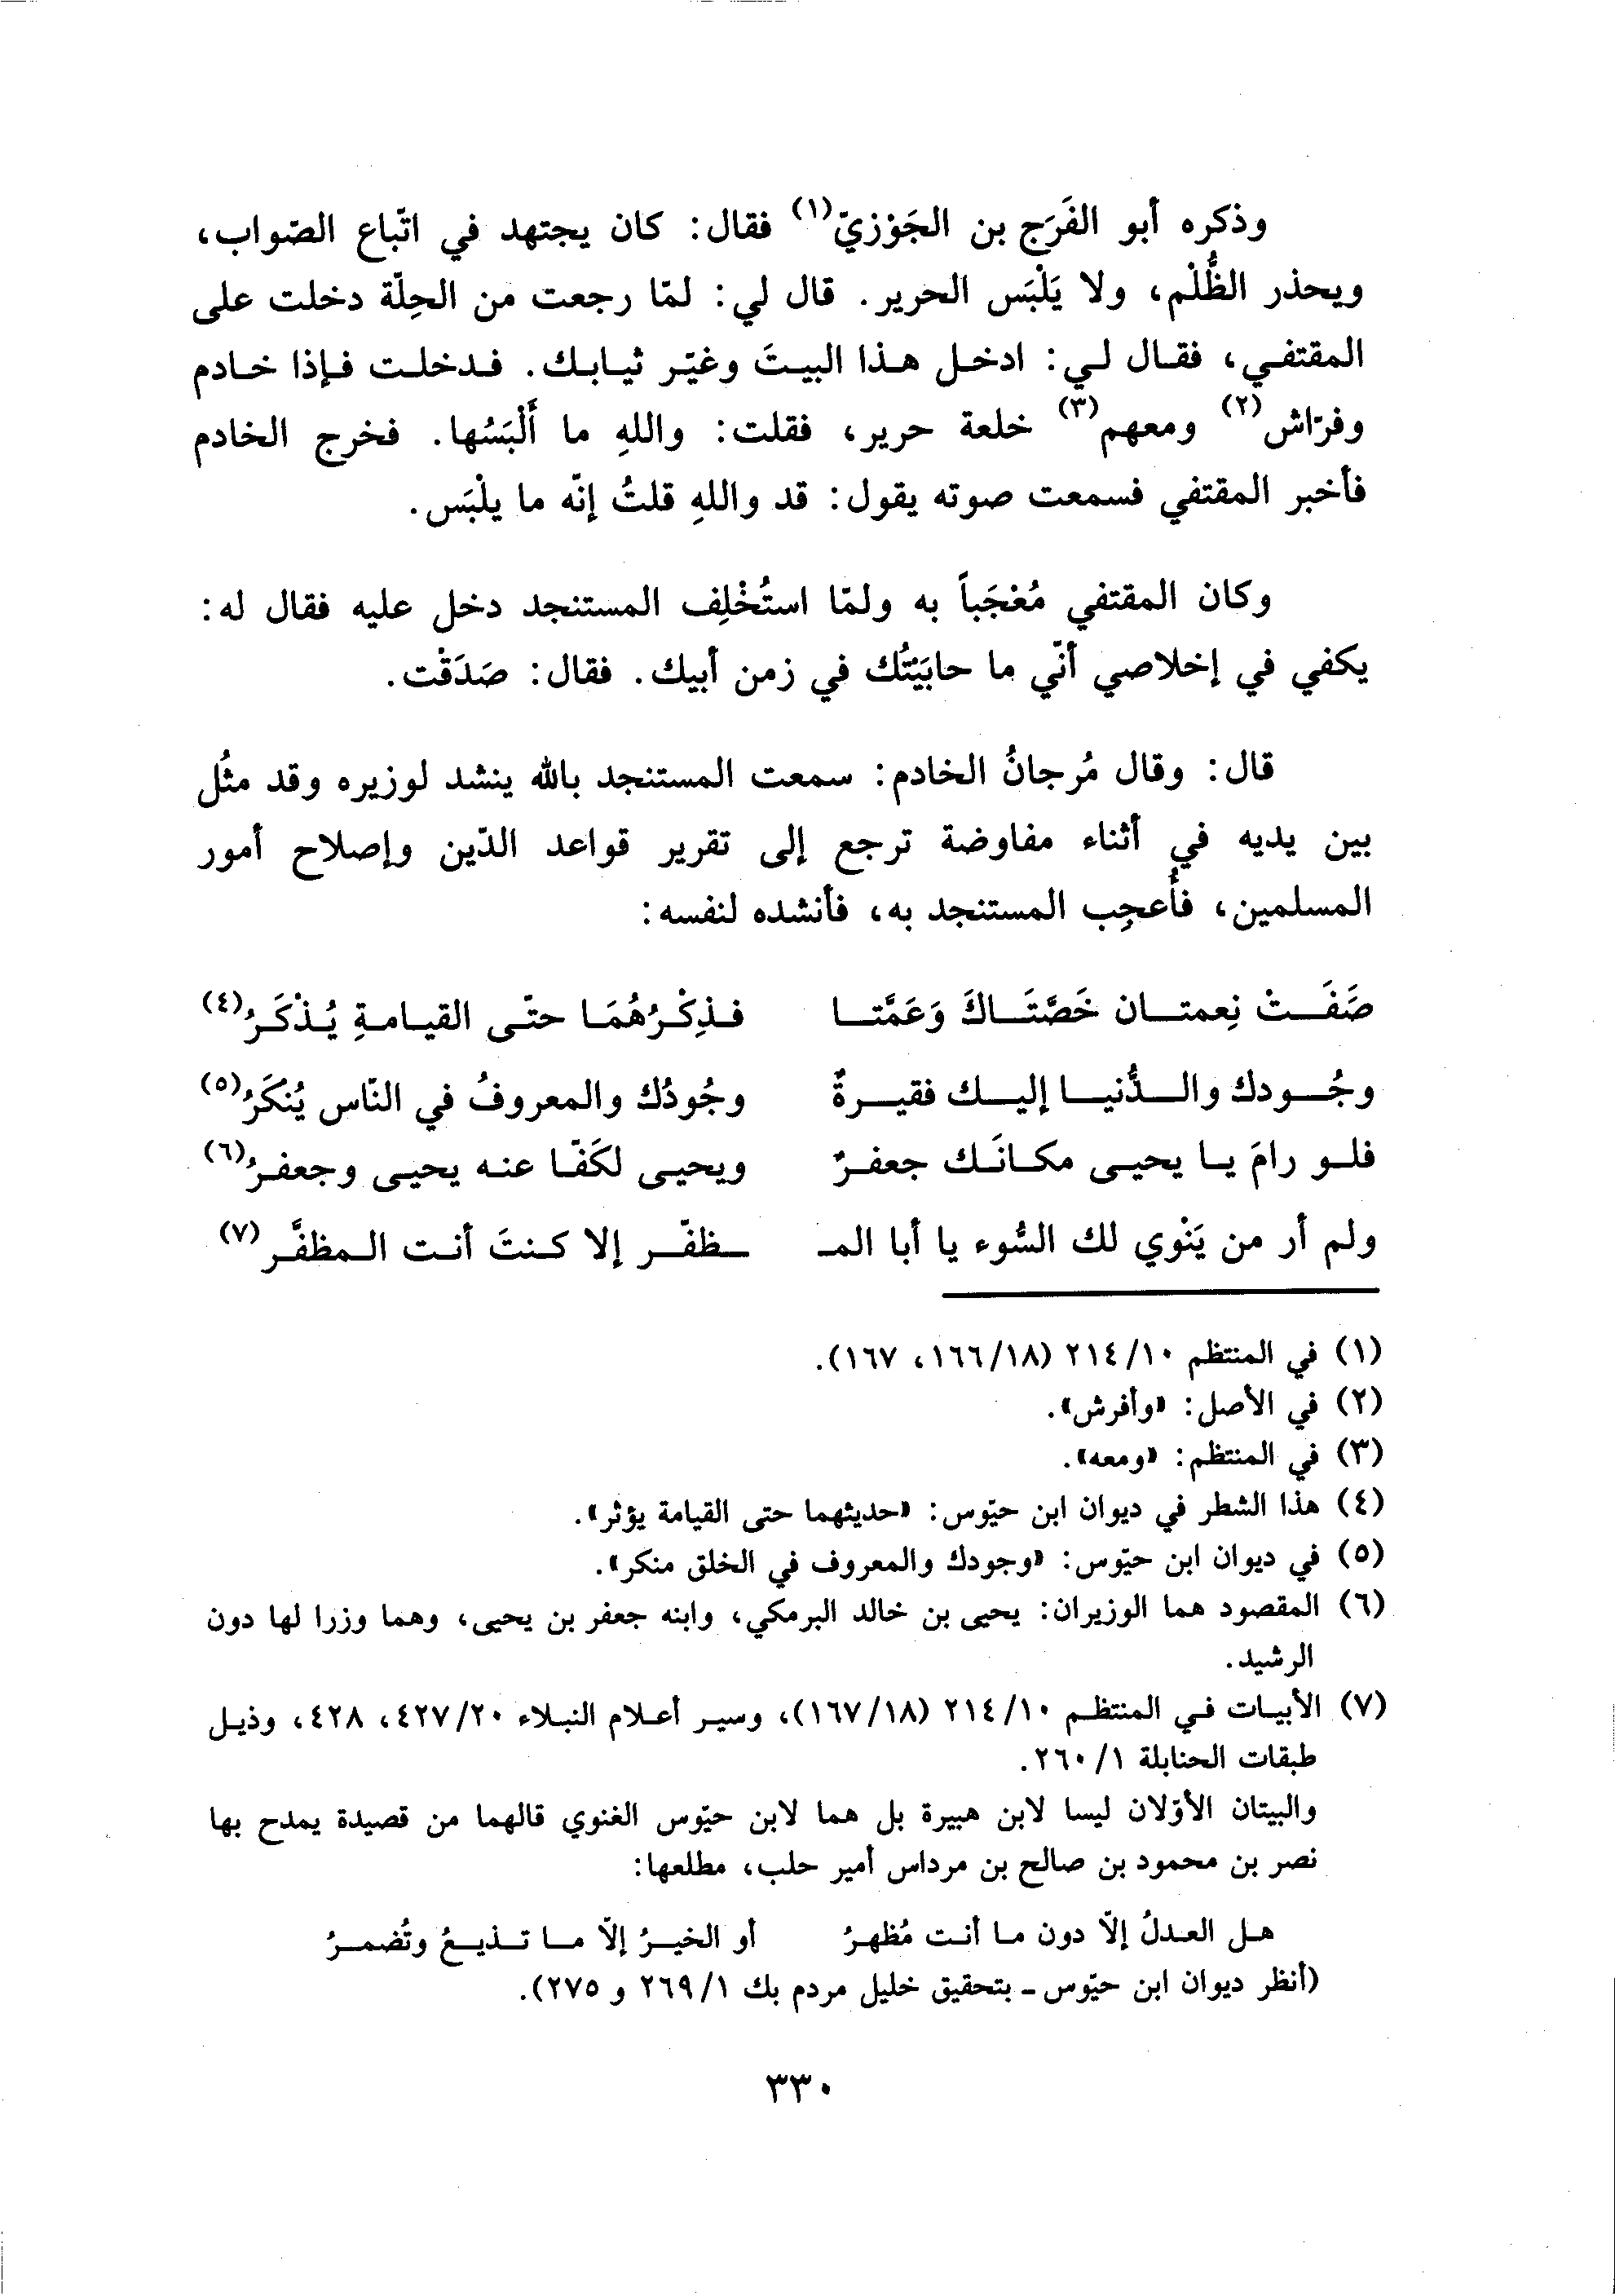 وذكره أبو الفَرَج بن الجَوْزيّ(١) فقال: كان يجتهد في اتّباع الصّواب،
ويحذر الظُّلْم، ولا يَلْبَس الحرير. قال لي: لمّا رجعت من الحِلّة دخلت على
المقتفي، فقال لي: ادخل هذا البيتَ وغيّر ثيابك. فدخلت فإذا خادم
وفرّاش(٢) ومعهم(٣) خلعة حرير، فقلت: واللهِ ما أَلْبَسُها. فخرج الخادم
فأخبر المقتفي فسمعت صوته يقول: قد واللهِ قلتُ إنّه ما يلْبَس.
وكان المقتفي مُعْجَباً به ولمّا استُخْلِف المستنجد دخل عليه فقال له:
يكفي في إخلاصي أنّي ما حابَيَتُك في زمن أبيك. فقال: صَدَقْت.
قال: وقال مُرجانُ الخادم: سمعت المستنجد بالله ينشد لوزيره وقد مثُل
بين يديه في أثناء مفاوضة ترجع إلى تقرير قواعد الدّين وإصلاح أمور
المسلمين، فأُعجِب المستنجد به، فأنشده لنفسه:
صَفَتْ نِعمتان خَصَّتَاكَ وَعَمَّتا فذِكْرُهُمَا حتّى القيامةِ يُذْكَرُ(٤)
وجُودك والدُّنيا إليك فقيرةٌ وجُودُك والمعروفُ في النّاس يُنكَرُ(٥)
فلو رامَ يا يحيى مكانَك جعفرٌ ويحيى لكَفّا عنه يحيى وجعفرُ(٦)
ولم أر من يَنْوي لك السُّوء يا أبا المـ ـظفّر إلا كنتَ أنت المظفَّر(٧)
(١) في المنتظم ٢١٤/١٠ (١٦٦/١٨، ١٦٧).
(٢) في الأصل: «وأفرش».
(٣) في المنتظم: «ومعه».
(٤) هذا الشطر في ديوان ابن حيّوس: «حديثهما حتى القيامة يؤثر».
(٥) في ديوان ابن حيّوس: «وجودك والمعروف في الخلق منكر».
(٦) المقصود هما الوزيران: يحيى بن خالد البرمكي، وابنه جعفر بن يحيى، وهما وزرا لها دون
الرشيد.
(٧) الأبيات في المنتظم ٢١٤/١٠ (١٦٧/١٨)، وسير أعلام النبلاء ٤٢٧/٢٠، ٤٢٨، وذيل
طبقات الحنابلة ٢٦٠/١.
والبيتان الأوّلان ليسا لابن هبيرة بل هما لابن حيّوس الغنوي قالهما من قصيدة يمدح بها
نصر بن محمود بن صالح بن مرداس أمير حلب، مطلعها:
هل العدلُ إلاّ دون ما أنت مُظهِرُ أو الخيرُ إلاّ ما تذيعُ وتُضمرُ
(أنظر ديوان ابن حيّوس - بتحقيق خليل مردم بك ٢٦٩/١ و ٢٧٥).
٣٣٠